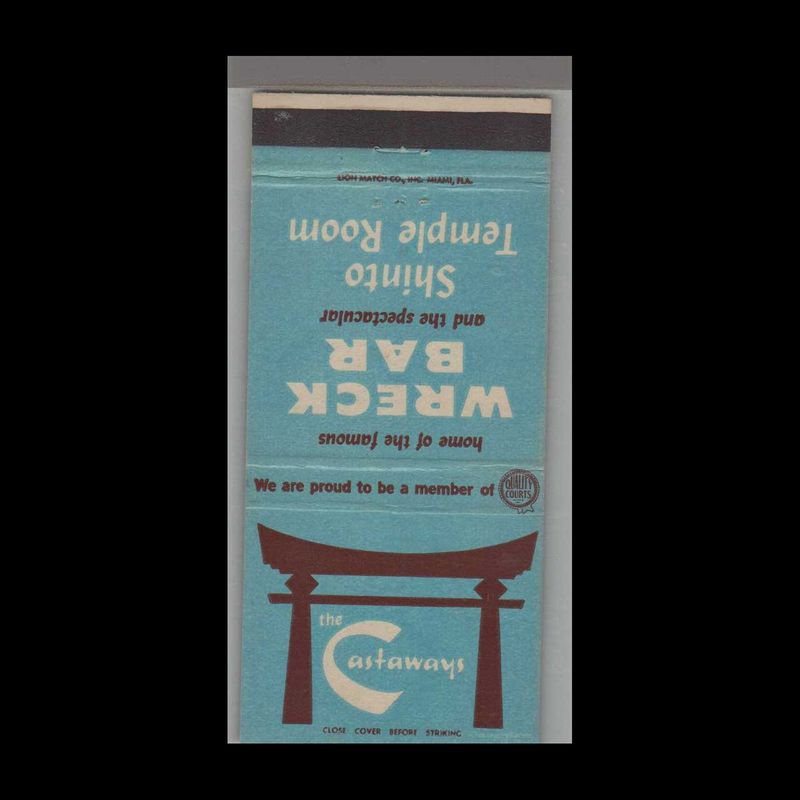 LION MATCH CO., INC. MIAMI, FLA.
home of the famous
WRECK
BAR
and the spectacular
Shinto
Temple Room
We are proud to be a member of
QUALITY
COURTS
the
Castaways
CLOSE COVER BEFORE STRIKING